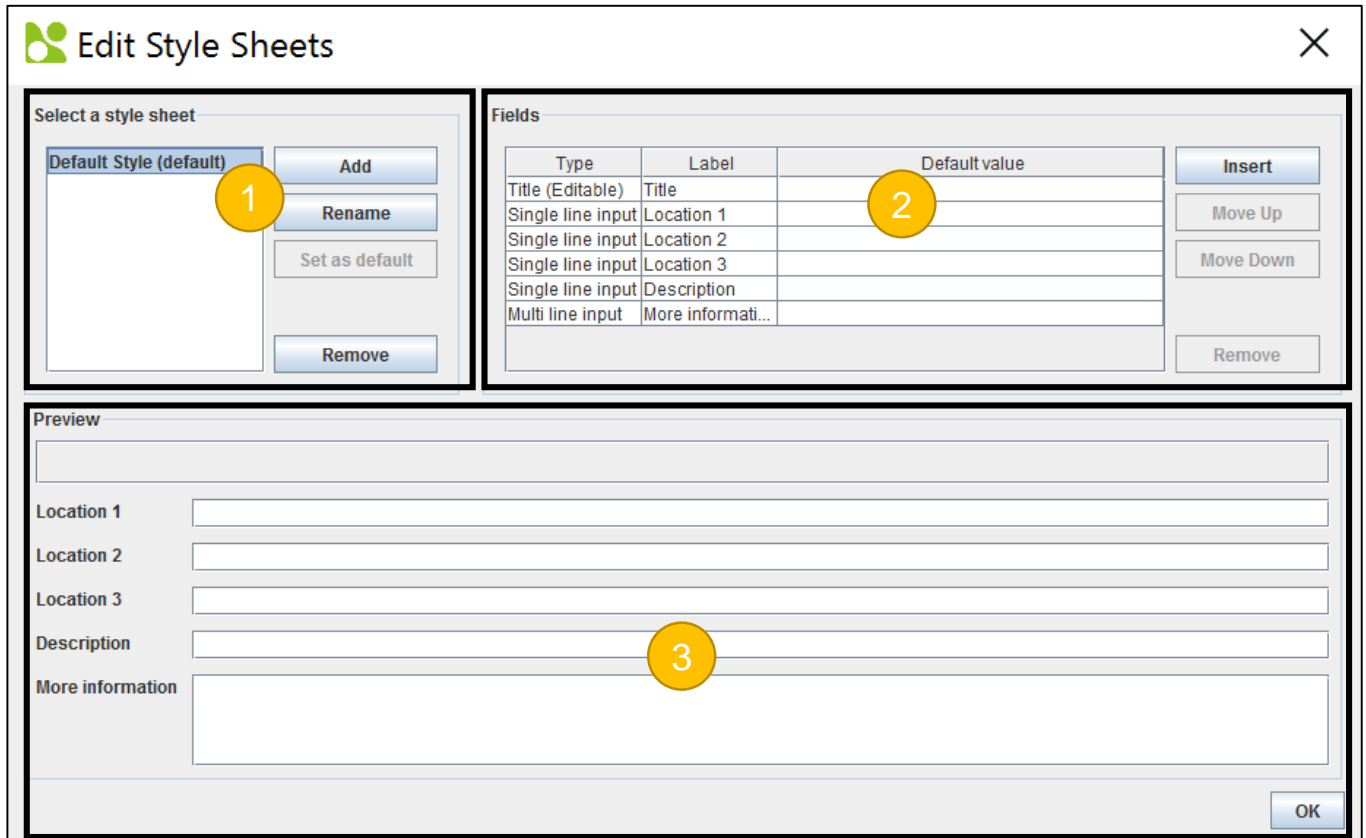 Edit Style Sheets
Select a style sheet
Default Style (default)
Add
Rename
Set as default
Remove
1
Fields
Type Label Default value
Title (Editable) Title
Single line input Location 1
Single line input Location 2
Single line input Location 3
Single line input Description
Multi line input More informati...
2
Insert
Move Up
Move Down
Remove
Preview
Location 1
Location 2
Location 3
Description
More information
3
OK